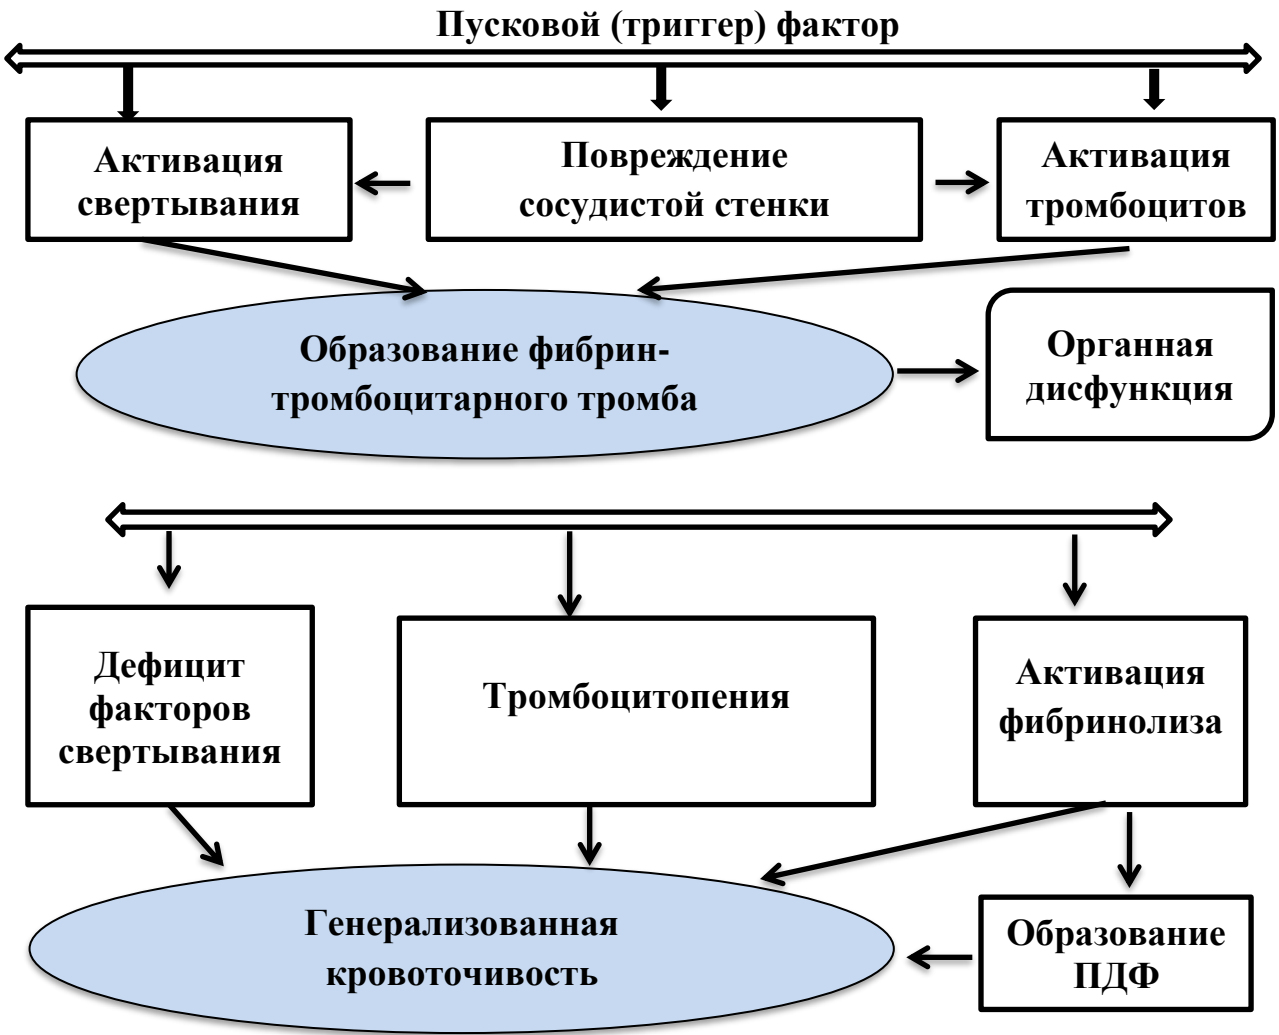 Пусковой (триггер) фактор
Активация
свертывания
Повреждение
сосудистой стенки
Активация
тромбоцитов
Образование фибрин-
тромбоцитарного тромба
Органная
дисфункция
Дефицит
факторов
свертывания
Тромбоцитопения
Активация
фибринолиза
Генерализованная
кровоточивость
Образование
ПДФ